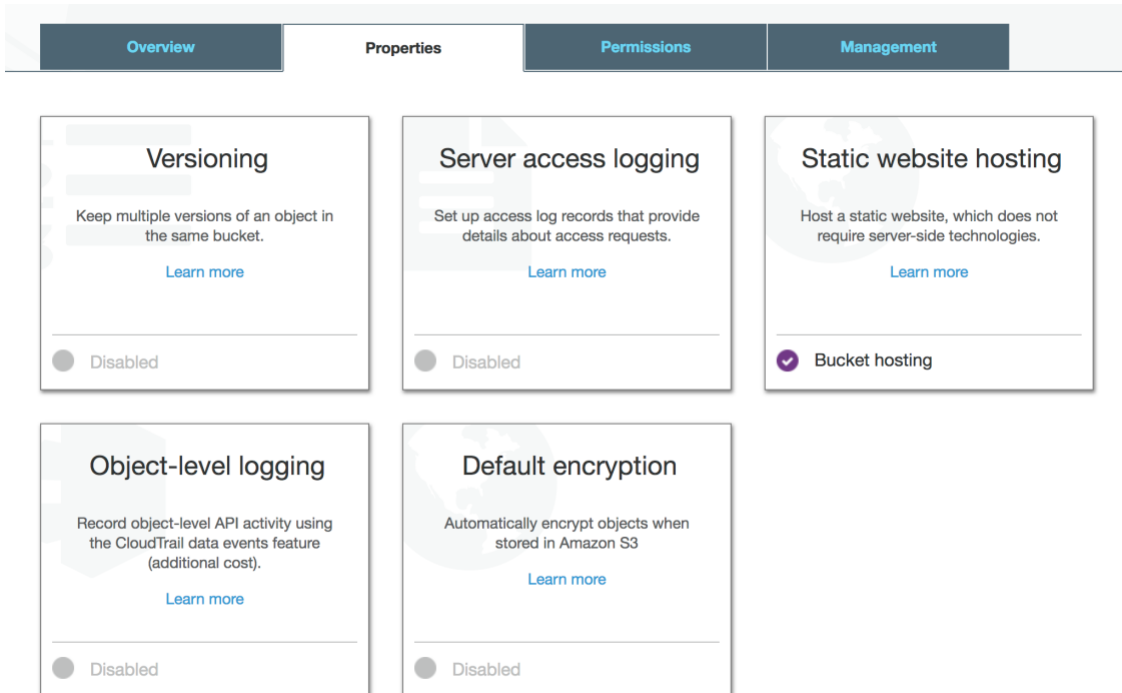 Overview
Properties
Permissions
Management
Versioning
Keep multiple versions of an object in
the same bucket.
Learn more
Disabled
Server access logging
Set up access log records that provide
details about access requests.
Learn more
Disabled
Static website hosting
Host a static website, which does not
require server-side technologies.
Learn more
Bucket hosting
Object-level logging
Record object-level API activity using
the CloudTrail data events feature
(additional cost).
Learn more
Disabled
Default encryption
Automatically encrypt objects when
stored in Amazon S3
Learn more
Disabled